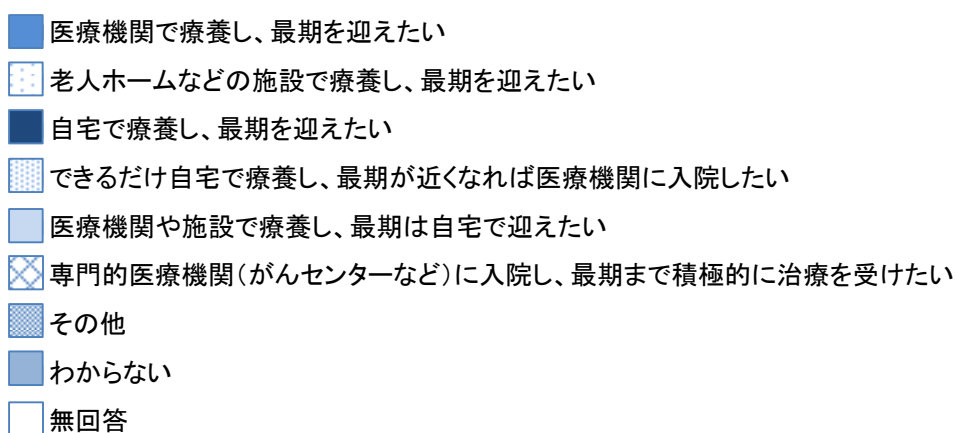 医療機関で療養し、最期を迎えたい
老人ホームなどの施設で療養し、最期を迎えたい
自宅で療養し、最期を迎えたい
できるだけ自宅で療養し、最期が近くなれば医療機関に入院したい
医療機関や施設で療養し、最期は自宅で迎えたい
専門的医療機関(がんセンターなど)に入院し、最期まで積極的に治療を受けたい
その他
わからない
無回答